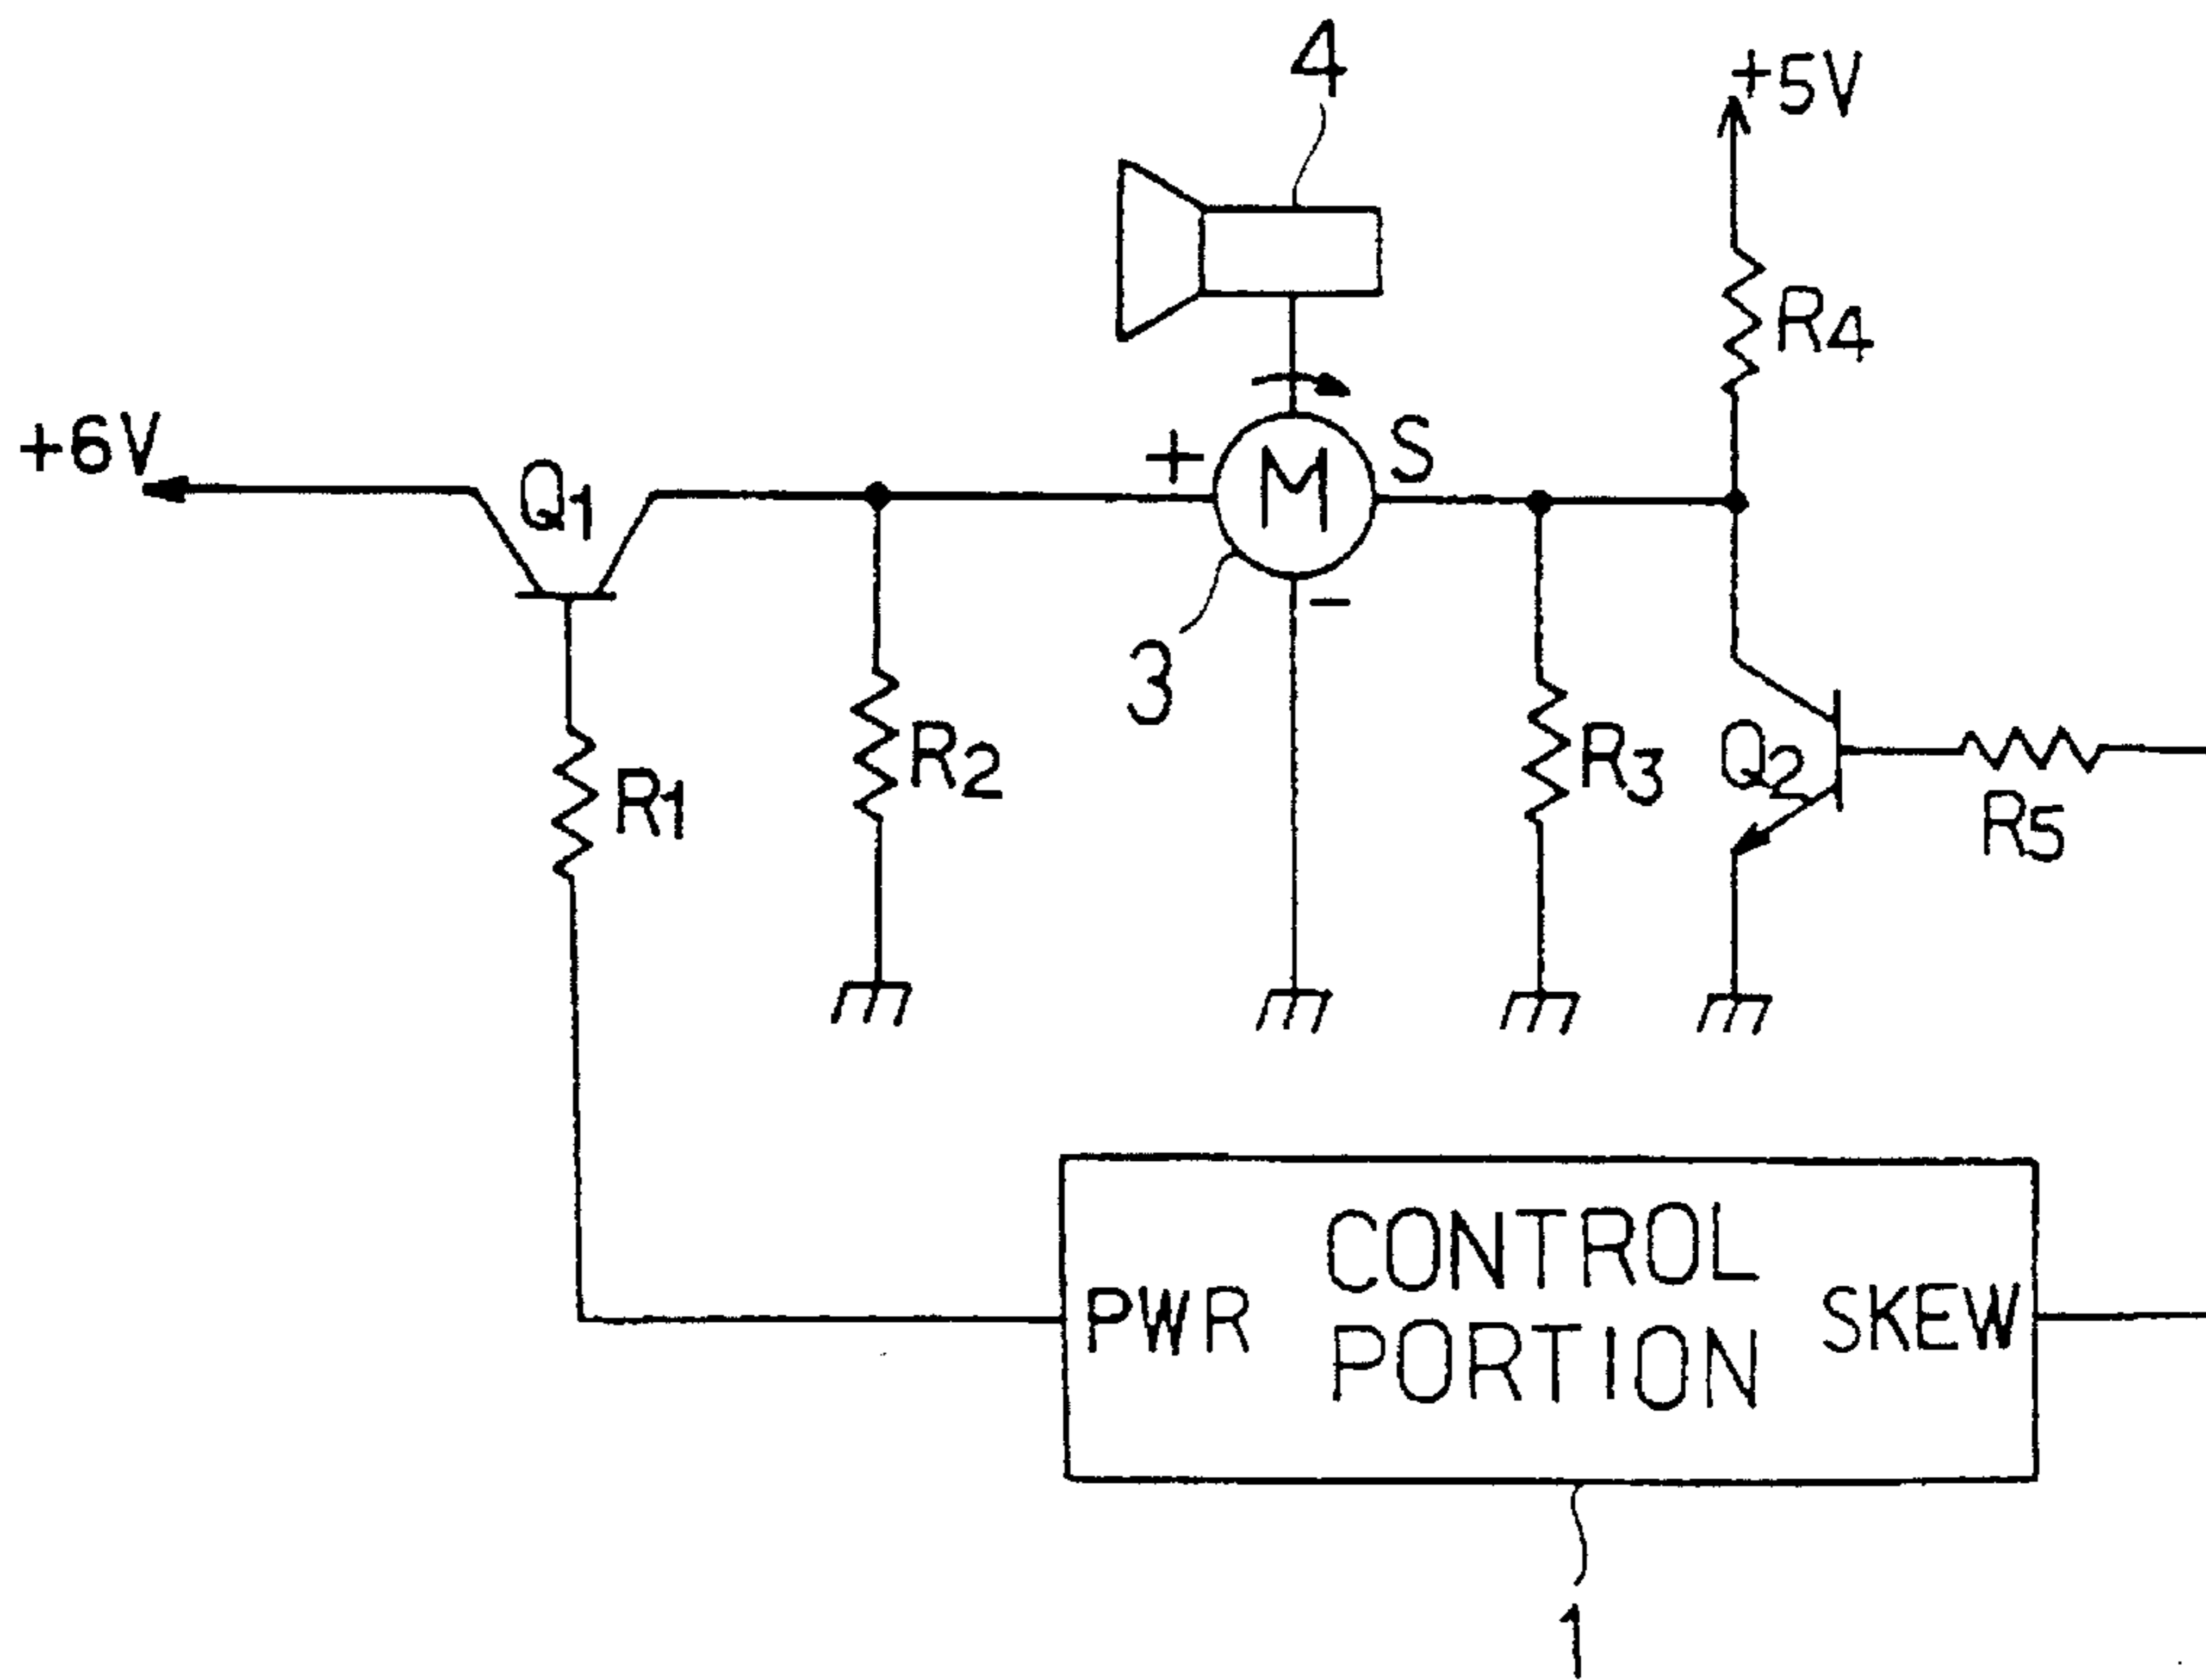 4
+5V
R4
+6V
Q1
+
M
S
-
3
R1
R2
R3
Q2
R5
PWR
CONTROL
PORTION
SKEW
1